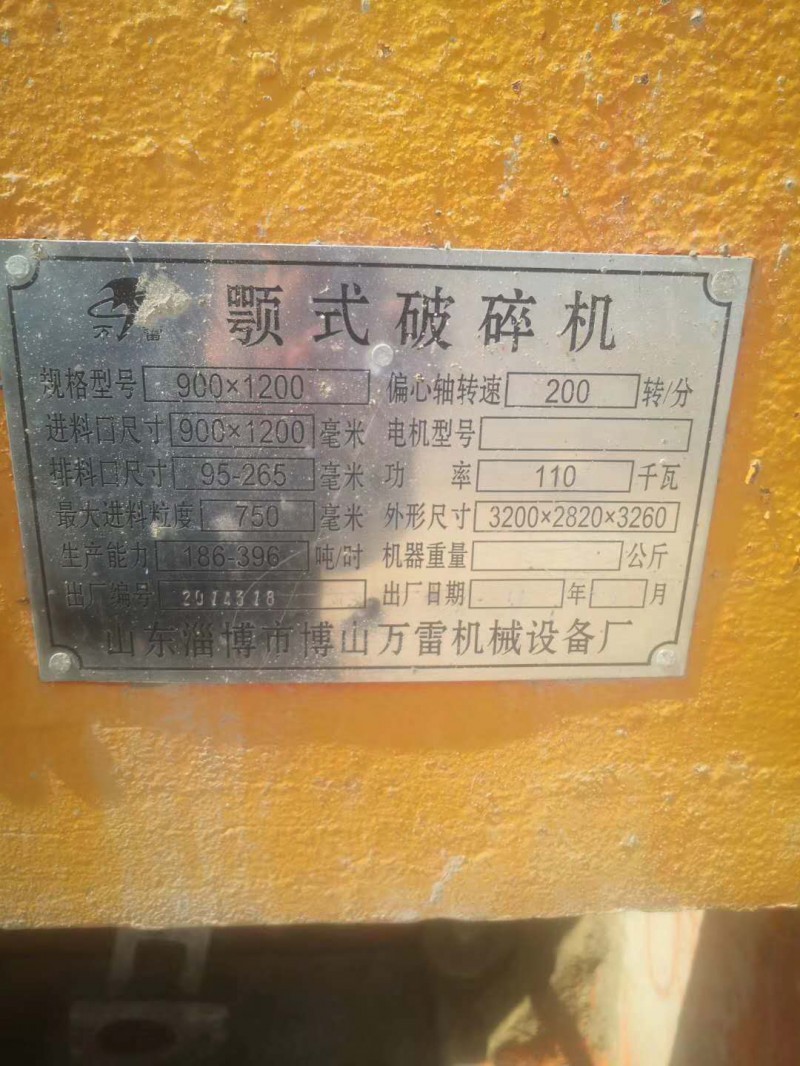 万雷
颚式破碎机
规格型号 900×1200 偏心轴转速 200 转/分
进料口尺寸 900×1200 毫米 电机型号
排料口尺寸 95-265 毫米 功率 110 千瓦
最大进料粒度 750 毫米 外形尺寸 3200×2820×3260
生产能力 186-396 吨/时 机器重量 公斤
出厂编号 2014318 出厂日期 年 月
山东淄博市博山万雷机械设备厂